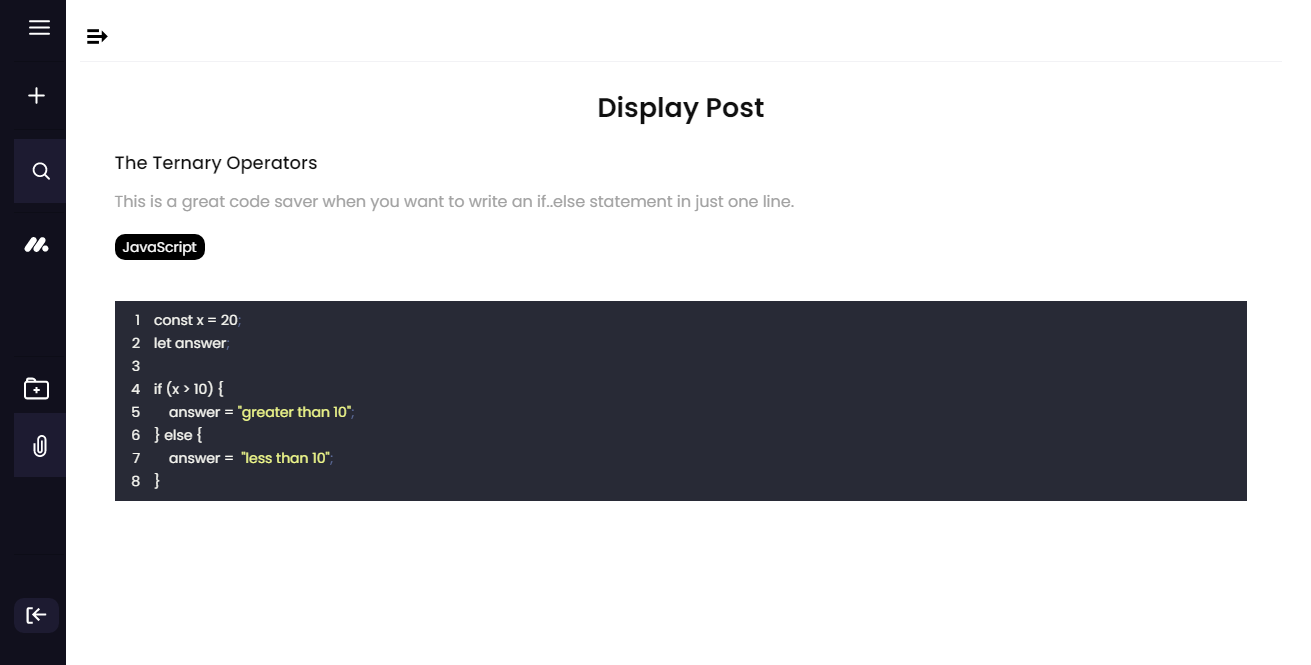 Display Post
The Ternary Operators
This is a great code saver when you want to write an if..else statement in just one line.
JavaScript
1 const x = 20;
2 let answer;
3
4 if (x > 10) {
5     answer = "greater than 10";
6 } else {
7     answer =  "less than 10";
8 }